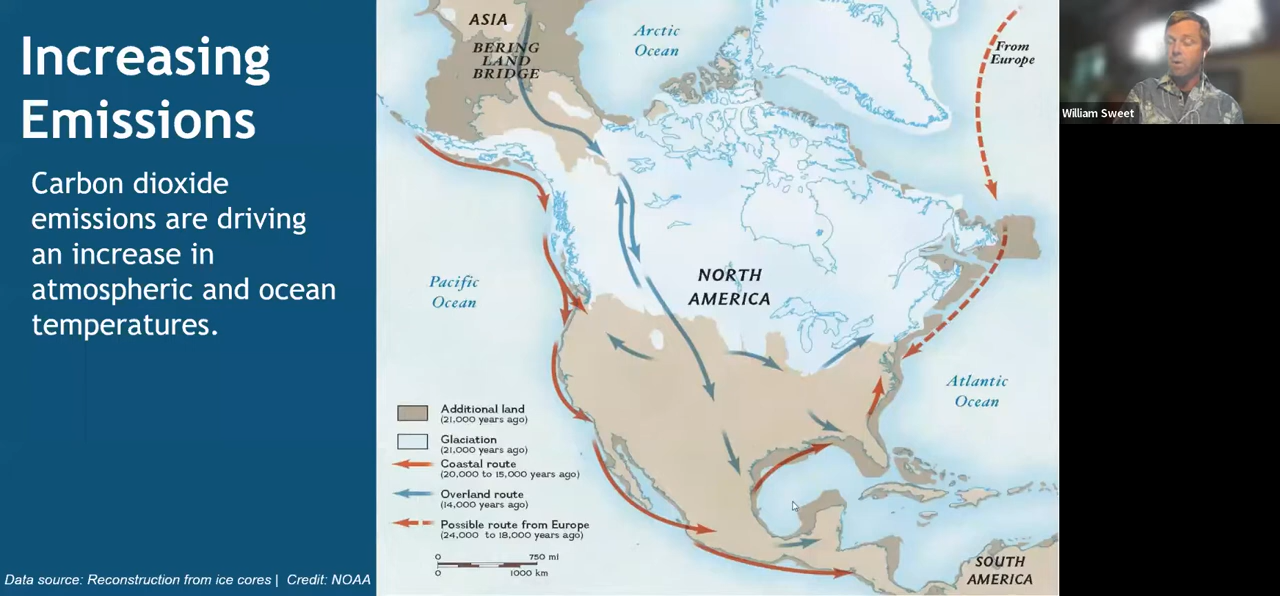 Increasing
Emissions
Carbon dioxide
emissions are driving
an increase in
atmospheric and ocean
temperatures.
Data source: Reconstruction from ice cores | Credit: NOAA
ASIA
BERING
LAND
BRIDGE
Arctic
Ocean
From
Europe
Pacific
Ocean
NORTH
AMERICA
Atlantic
Ocean
SOUTH
AMERICA
Additional land
(21,000 years ago)
Glaciation
(21,000 years ago)
Coastal route
(20,000 to 15,000 years ago)
Overland route
(14,000 years ago)
Possible route from Europe
(24,000 to 18,000 years ago)
0 750 mi
0 1000 km
William Sweet